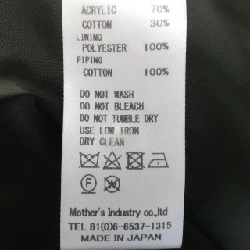 ACRYLIC 70%
COTTON 30%
LINING
POLYESTER 100%
PIPING
COTTON 100%
DO NOT WASH
DO NOT BLEACH
DO NOT TUMBLE DRY
USE LOW IRON
DRY CLEAN
F W
Mother's Industry co.,ltd
TEL 81(0)6-6537-1315
MADE IN JAPAN